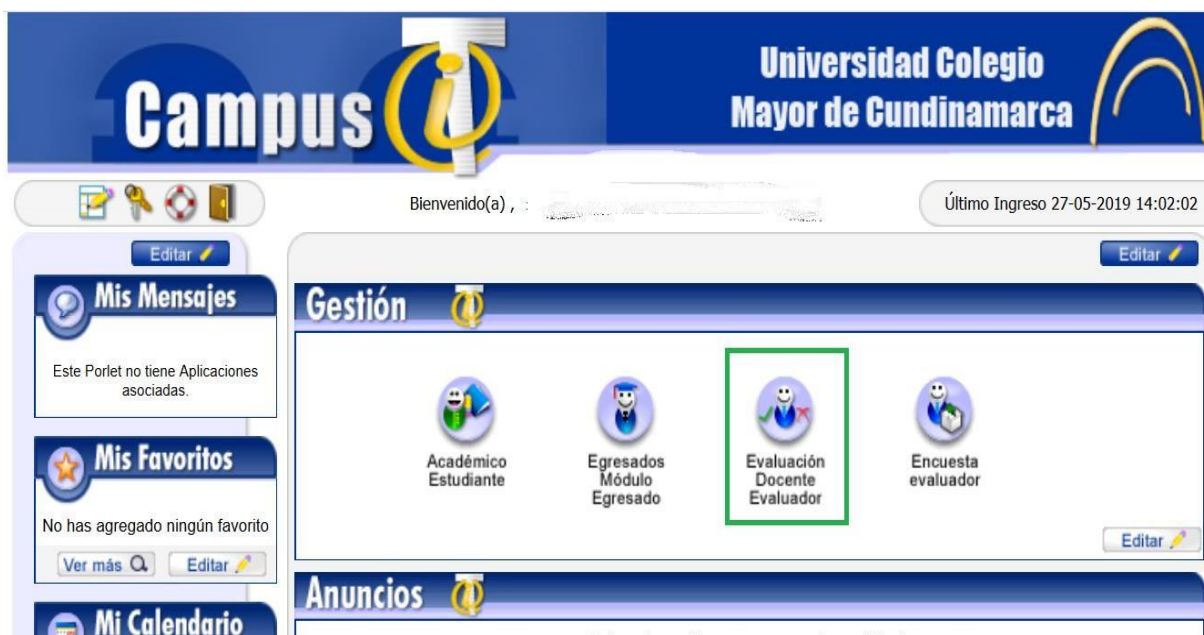 Campus
Universidad Colegio
Mayor de Cundinamarca
Bienvenido(a) ,
Último Ingreso 27-05-2019 14:02:02
Editar
Mis Mensajes
Este Porlet no tiene Aplicaciones
asociadas.
Mis Favoritos
No has agregado ningún favorito
Ver más
Editar
Mi Calendario
Editar
Gestión
Académico
Estudiante
Egresados
Módulo
Egresado
Evaluación
Docente
Evaluador
Encuesta
evaluador
Editar
Anuncios